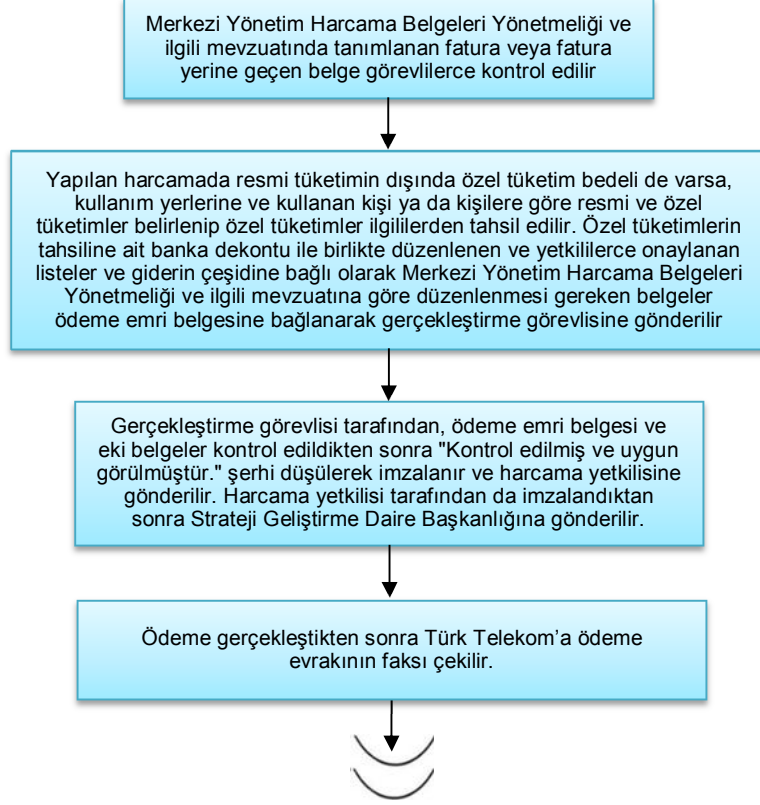 Merkezi Yönetim Harcama Belgeleri Yönetmeliği ve
ilgili mevzuatında tanımlanan fatura veya fatura
yerine geçen belge görevlilerce kontrol edilir
Yapılan harcamada resmi tüketimin dışında özel tüketim bedeli de varsa,
kullanım yerlerine ve kullanan kişi ya da kişilere göre resmi ve özel
tüketimler belirlenip özel tüketimler ilgililerden tahsil edilir. Özel tüketimlerin
tahsiline ait banka dekontu ile birlikte düzenlenen ve yetkililerce onaylanan
listeler ve giderin çeşidine bağlı olarak Merkezi Yönetim Harcama Belgeleri
Yönetmeliği ve ilgili mevzuatına göre düzenlenmesi gereken belgeler
ödeme emri belgesine bağlanarak gerçekleştirme görevlisine gönderilir
Gerçekleştirme görevlisi tarafından, ödeme emri belgesi ve
eki belgeler kontrol edildikten sonra "Kontrol edilmiş ve uygun
görülmüştür." şerhi düşülerek imzalanır ve harcama yetkilisine
gönderilir. Harcama yetkilisi tarafından da imzalandıktan
sonra Strateji Geliştirme Daire Başkanlığına gönderilir.
Ödeme gerçekleştikten sonra Türk Telekom’a ödeme
evrakının faksı çekilir.